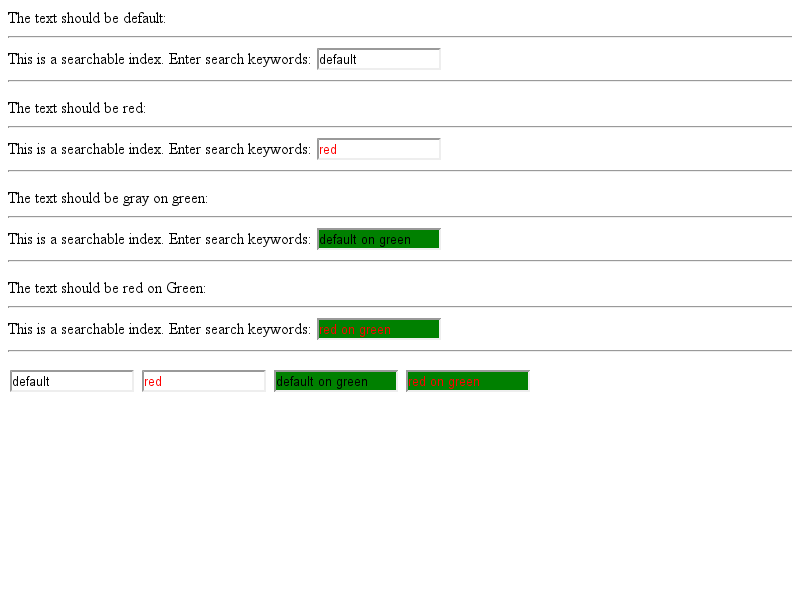 The text should be default:
This is a searchable index. Enter search keywords: default
The text should be red:
This is a searchable index. Enter search keywords: red
The text should be gray on green:
This is a searchable index. Enter search keywords: default on green
The text should be red on Green:
This is a searchable index. Enter search keywords: red on green
default red default on green red on green